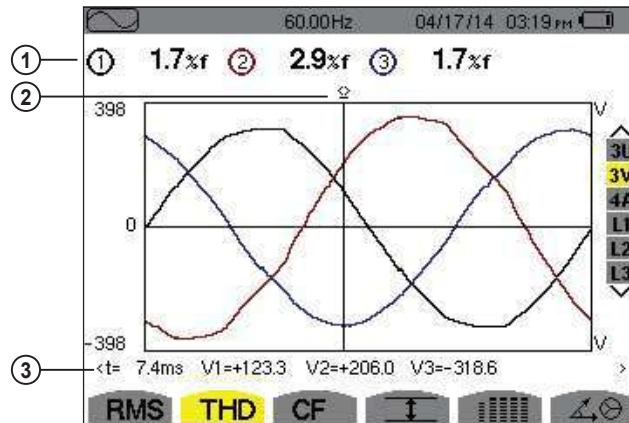 60.00Hz 04/17/14 03:19 PM
1 1 1.7%f 2 2.9%f 3 1.7%f
2
398 V
3U
3V
4A
0
L1
L2
L3
-398 V
3 <t= 7.4ms V1=+123.3 V2=+206.0 V3=-318.6 >
RMS THD CF